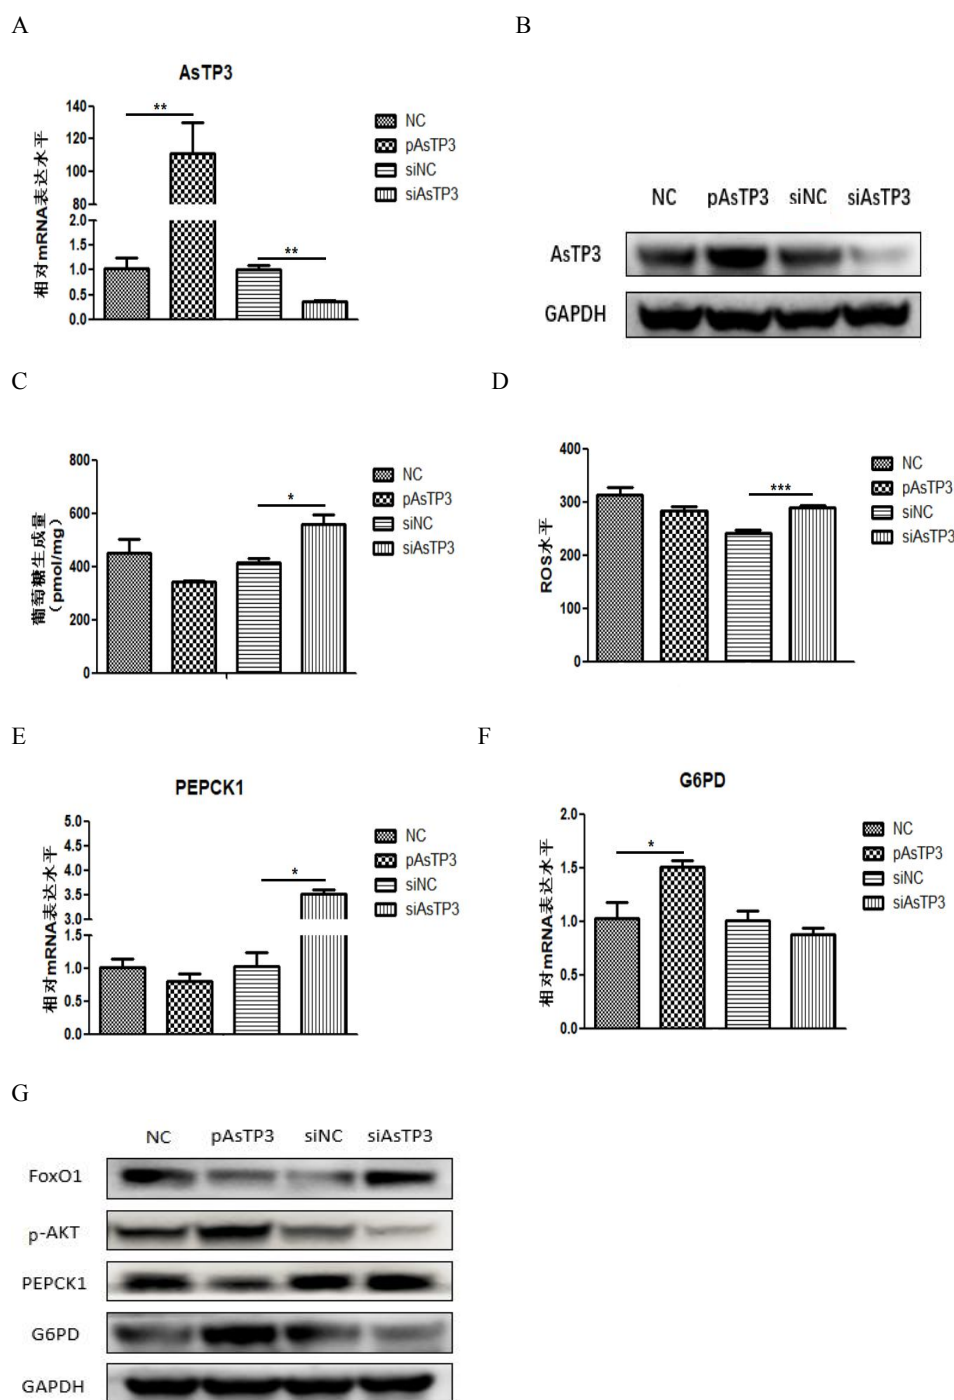 A
B
AsTP3
相对mRNA表达水平
140
120
100
80
2.0
1.5
1.0
0.5
0.0
**
**
NC
pAsTP3
siNC
siAsTP3
NC pAsTP3 siNC siAsTP3
AsTP3
GAPDH
C
D
葡萄糖生成量
(pmol/mg)
800
600
400
200
0
*
NC
pAsTP3
siNC
siAsTP3
ROS水平
400
300
200
100
0
***
NC
pAsTP3
siNC
siAsTP3
E
F
PEPCK1
相对mRNA表达水平
5.0
4.5
4.0
3.5
3.0
1.5
1.0
0.5
0.0
*
NC
pAsTP3
siNC
siAsTP3
G6PD
相对mRNA表达水平
2.0
1.5
1.0
0.5
0.0
*
NC
pAsTP3
siNC
siAsTP3
G
NC pAsTP3 siNC siAsTP3
FoxO1
p-AKT
PEPCK1
G6PD
GAPDH